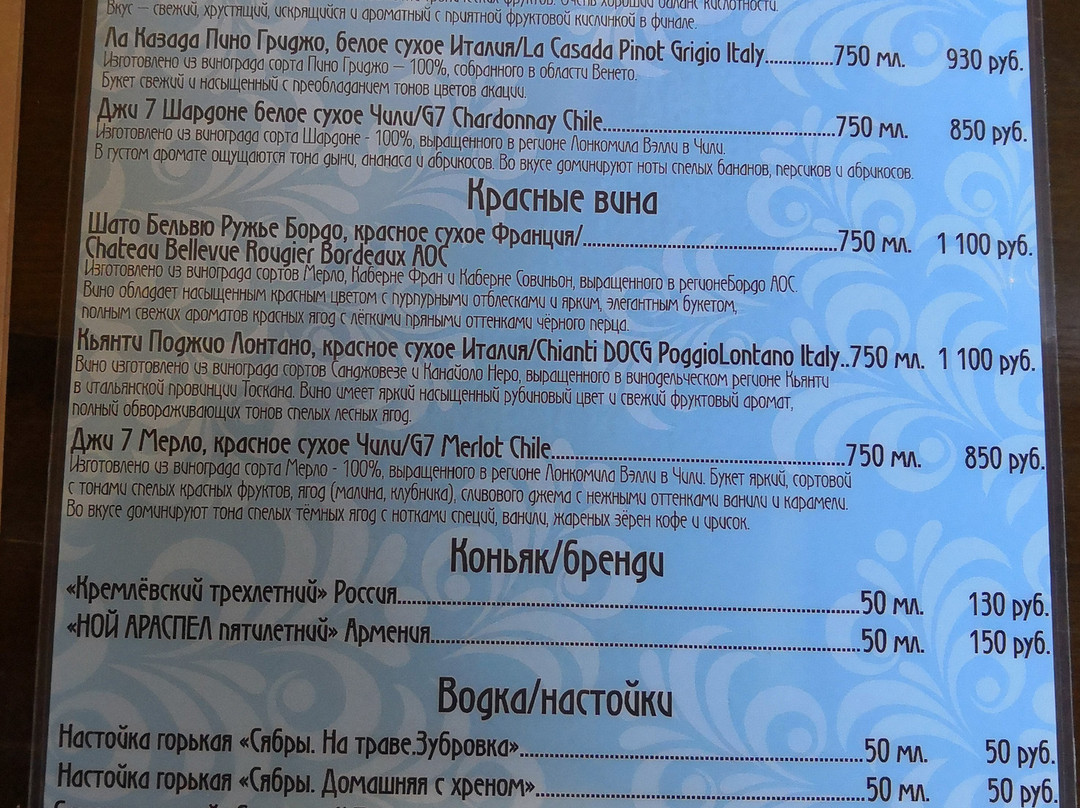 фруктов. Очень хороший баланс кислотности.
Вкус – свежий, хрустящий, искрящийся и ароматный с приятной фруктовой кислинкой в финале.
Ла Казада Пино Гриджо, белое сухое Италия/La Casada Pinot Grigio Italy..............750 мл. 930 руб.
Изготовлено из винограда сорта Пино Гриджо – 100%, собранного в области Венето.
Букет свежий и насыщенный с преобладанием тонов цветов акации.
Джи 7 Шардоне белое сухое Чили/G7 Chardonnay Chile..............750 мл. 850 руб.
Изготовлено из винограда сорта Шардоне - 100%, выращенного в регионе Лонкомила Вэлли в Чили.
В густом аромате ощущаются тона дыни, ананаса и абрикосов. Во вкусе доминируют ноты спелых бананов, персиков и абрикосов.
Красные вина
Шато Бельвю Ружье Бордо, красное сухое Франция/..............750 мл. 1 100 руб.
Chateau Bellevue Rougier Bordeaux AOC
Изготовлено из винограда сортов Мерло, Каберне Фран и Каберне Совиньон, выращенного в регионеБордо АОС.
Вино обладает насыщенным красным цветом с пурпурными отблесками и ярким, элегантным букетом,
полным свежих ароматов красных ягод с лёгкими пряными оттенками чёрного перца.
Кьянти Поджио Лонтано, красное сухое Италия/Chianti DOCG PoggioLontano Italy..750 мл. 1 100 руб.
Вино изготовлено из винограда сортов Санджовезе и Канайоло Неро, выращенного в винодельческом регионе Кьянти
в итальянской провинции Тоскана. Вино имеет яркий насыщенный рубиновый цвет и свежий фруктовый аромат,
полный обвораживающих тонов спелых лесных ягод.
Джи 7 Мерло, красное сухое Чили/G7 Merlot Chile..............750 мл. 850 руб.
Изготовлено из винограда сорта Мерло - 100%, выращенного в регионе Лонкомила Вэлли в Чили. Букет яркий, сортовой
с тонами спелых красных фруктов, ягод (малина, клубника), сливового джема с нежными оттенками ванили и карамели.
Во вкусе доминируют тона спелых тёмных ягод с нотками специй, ванили, жареных зёрен кофе и ирисок.
Коньяк/бренди
«Кремлёвский трехлетний» Россия..............50 мл. 130 руб.
«НОЙ АРАСПЕЛ пятилетний» Армения..............50 мл. 150 руб.
Водка/настойки
Настойка горькая «Сябры. На траве.Зубровка»..............50 мл. 50 руб.
Настойка горькая «Сябры. Домашняя с хреном»..............50 мл. 50 руб.